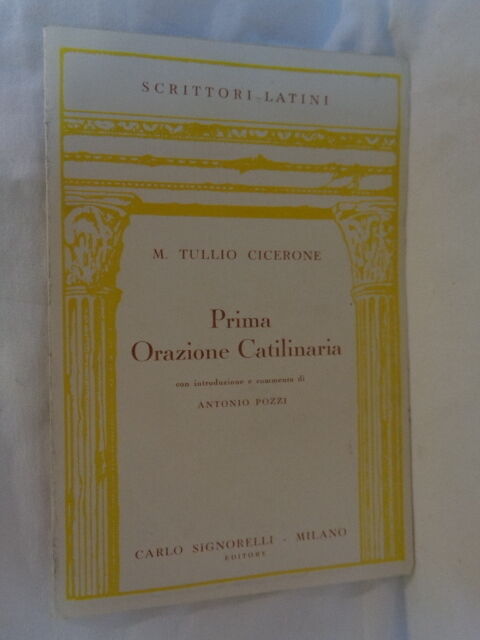 SCRITTORI LATINI
M. TULLIO CICERONE
Prima
Orazione Catilinaria
con introduzione e commento di
ANTONIO POZZI
CARLO SIGNORELLI - MILANO
EDITORE